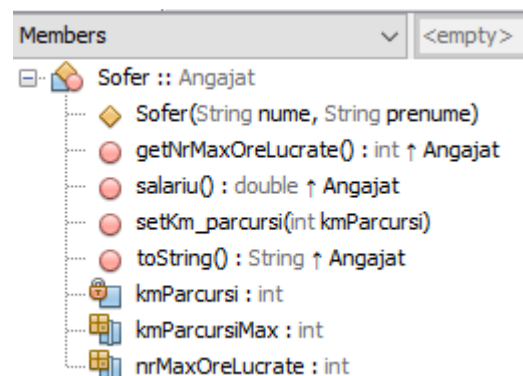 Members <empty>
Sofer :: Angajat
Sofer(String nume, String prenume)
getNrMaxOreLucrate() : int ↑ Angajat
salariu() : double ↑ Angajat
setKm_parcursi(int kmParcursi)
toString() : String ↑ Angajat
kmParcursi : int
kmParcursiMax : int
nrMaxOreLucrate : int